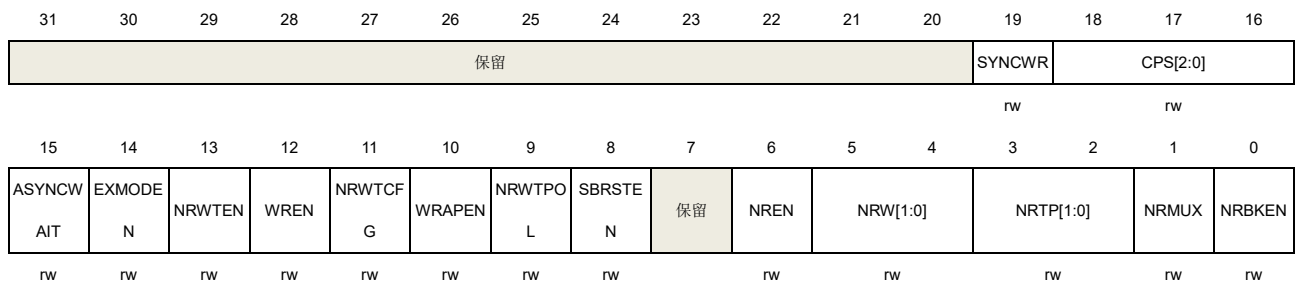 31 30 29 28 27 26 25 24 23 22 21 20 19 18 17 16
保留 SYNCWR CPS[2:0]
rw rw
15 14 13 12 11 10 9 8 7 6 5 4 3 2 1 0
ASYNCW EXMODE NRWTCF NRWTPO SBRSTE
NRWTEN WREN WRAPEN 保留 NREN NRW[1:0] NRTP[1:0] NRMUX NRBKEN
AIT N G L N
rw rw rw rw rw rw rw rw rw rw rw rw rw